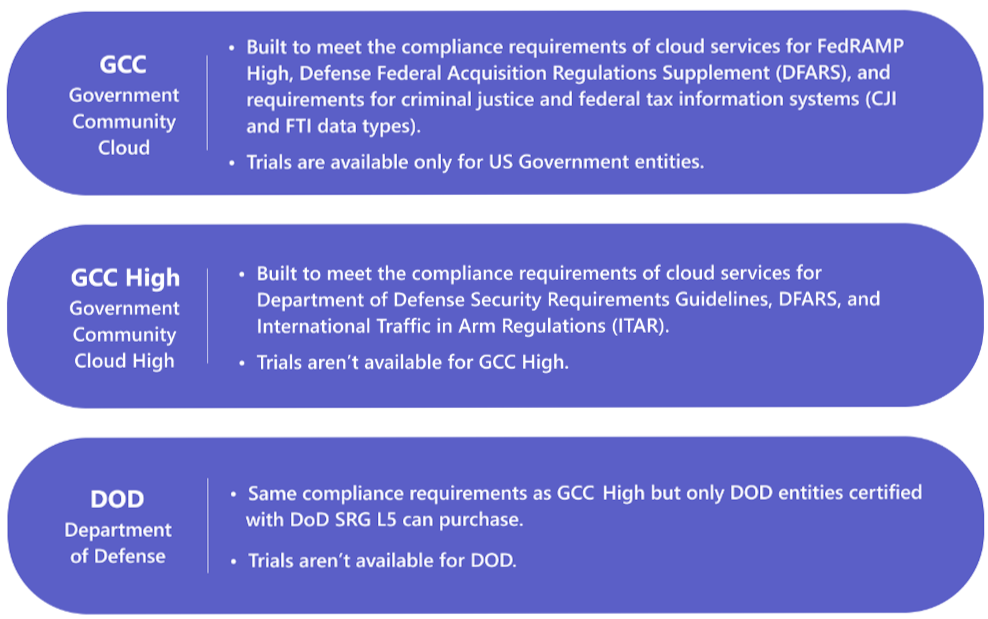 GCC
Government
Community
Cloud
• Built to meet the compliance requirements of cloud services for FedRAMP
High, Defense Federal Acquisition Regulations Supplement (DFARS), and
requirements for criminal justice and federal tax information systems (CJI
and FTI data types).
• Trials are available only for US Government entities.
GCC High
Government
Community
Cloud High
• Built to meet the compliance requirements of cloud services for
Department of Defense Security Requirements Guidelines, DFARS, and
International Traffic in Arm Regulations (ITAR).
• Trials aren’t available for GCC High.
DOD
Department
of Defense
• Same compliance requirements as GCC High but only DOD entities certified
with DoD SRG L5 can purchase.
• Trials aren’t available for DOD.